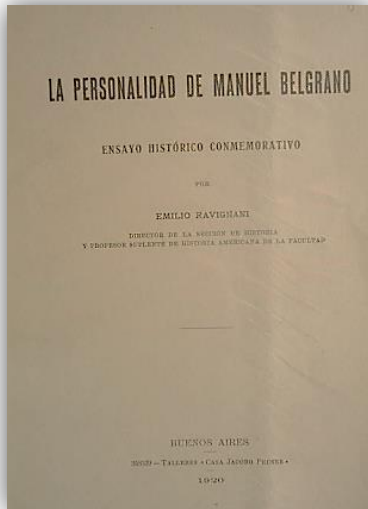 LA PERSONALIDAD DE MANUEL BELGRANO
ENSAYO HISTÓRICO CONMEMORATIVO
POR
EMILIO RAVIGNANI
DIRECTOR DE LA SECCIÓN DE HISTORIA
Y PROFESOR SUPLENTE DE HISTORIA AMERICANA DE LA FACULTAD
BUENOS AIRES
TALLERES « CASA JACOBO PEUSER »
1920